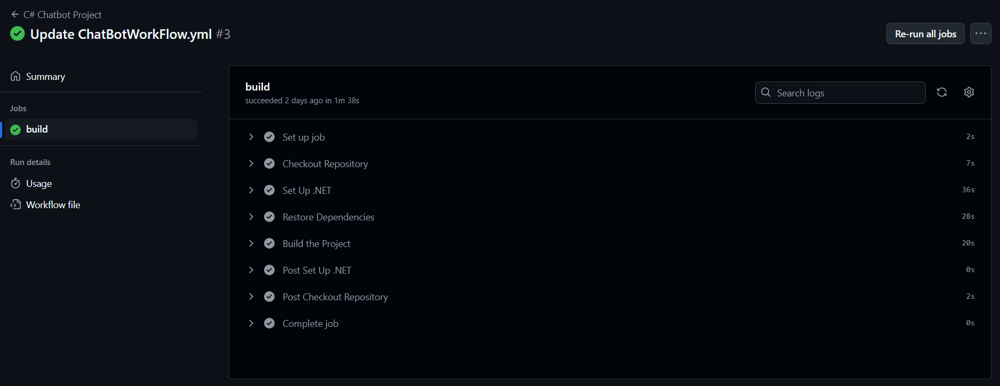 C# Chatbot Project
Update ChatBotWorkFlow.yml #3
Re-run all jobs
Summary
Jobs
build
Run details
Usage
Workflow file
build
succeeded 2 days ago in 1m 38s
Search logs
Set up job 2s
Checkout Repository 7s
Set Up .NET 36s
Restore Dependencies 28s
Build the Project 20s
Post Set Up .NET 0s
Post Checkout Repository 2s
Complete job 0s